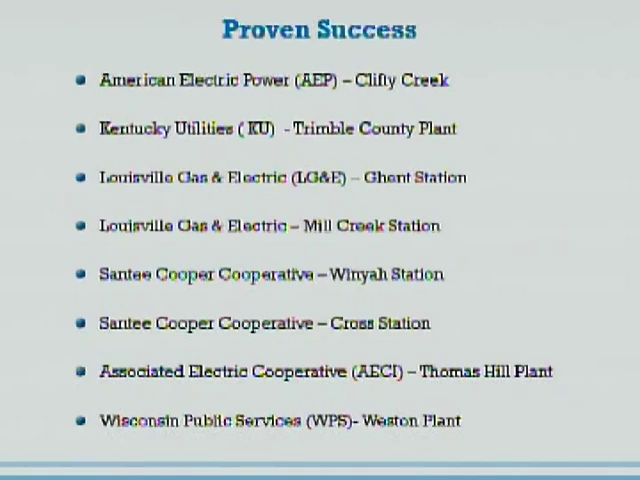 Proven Success
American Electric Power (AEP) – Clifty Creek
Kentucky Utilities ( KU) - Trimble County Plant
Louisville Gas & Electric (LG&E) – Ghent Station
Louisville Gas & Electric – Mill Creek Station
Santee Cooper Cooperative – Winyah Station
Santee Cooper Cooperative – Cross Station
Associated Electric Cooperative (AECI) – Thomas Hill Plant
Wisconsin Public Services (WPS)- Weston Plant